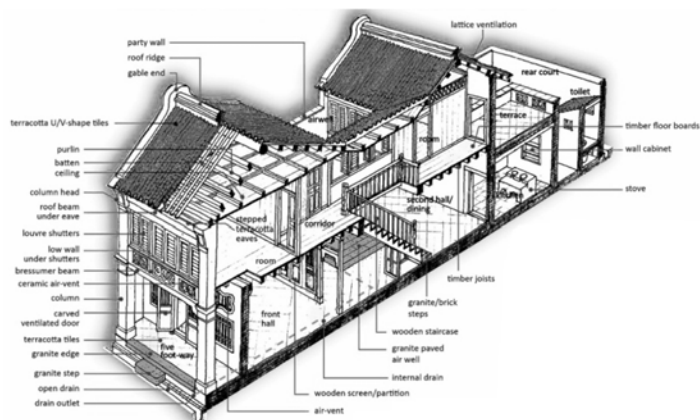 lattice ventilation
party wall
roof ridge
gable end
rear court
toilet
terracotta U/V-shape tiles
airwell
terrace
timber floor boards
room
purlin
wall cabinet
batten
ceiling
column head
stove
roof beam
under eave
second hall/
dining
stepped
terracotta
eaves
corridor
louvre shutters
low wall
under shutters
room
bressumer beam
timber joists
ceramic air-vent
granite/brick
steps
column
front
hall
carved
ventilated door
wooden staircase
terracotta tiles
five
foot-way
granite paved
air well
granite edge
granite step
internal drain
open drain
wooden screen/partition
drain outlet
air-vent